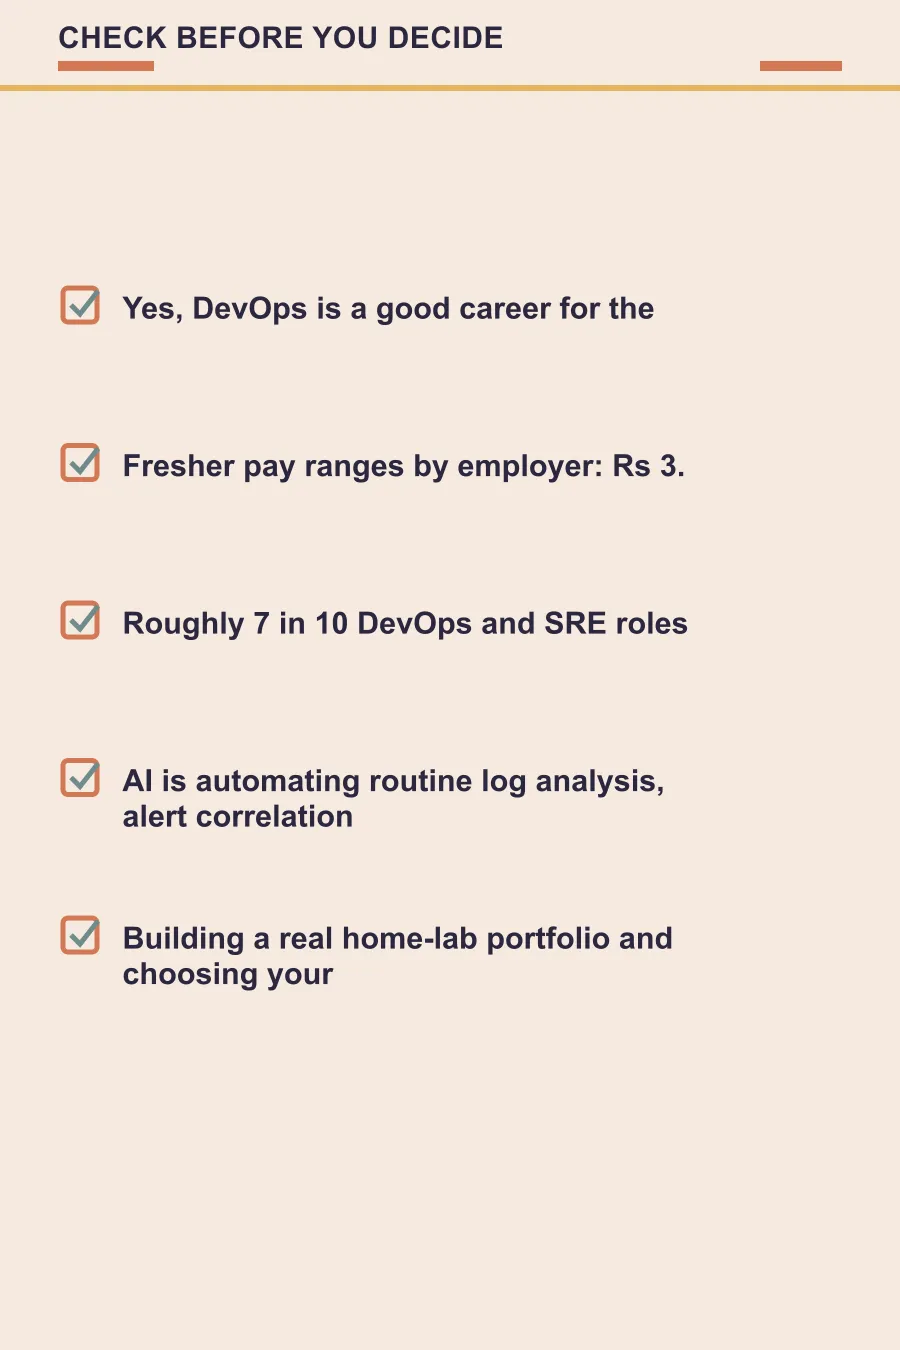 CHECK BEFORE YOU DECIDE
Yes, DevOps is a good career for the
Fresher pay ranges by employer: Rs 3.
Roughly 7 in 10 DevOps and SRE roles
AI is automating routine log analysis,
alert correlation
Building a real home-lab portfolio and
choosing your